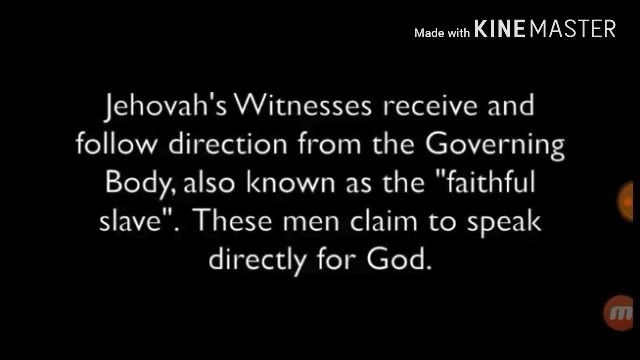 Made with KINEMASTER
Jehovah's Witnesses receive and
follow direction from the Governing
Body, also known as the "faithful
slave".  These men claim to speak
directly for God.
m